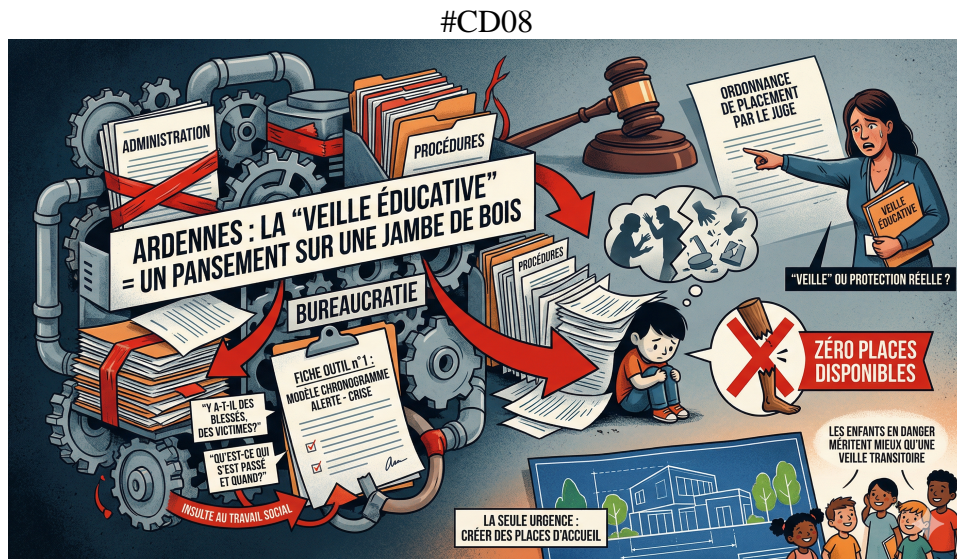 #CD08
ADMINISTRATION
PROCÉDURES
ORDONNANCE
DE PLACEMENT
PAR LE JUGE
VEILLE
ÉDUCATIVE
ARDENNES : LA “VEILLE ÉDUCATIVE”
= UN PANSEMENT SUR UNE JAMBE DE BOIS
PROCÉDURES
“VEILLE” OU PROTECTION RÉELLE ?
BUREAUCRATIE
FICHE OUTIL n°1 :
MODÈLE CHRONOGRAMME
ALERTE - CRISE
ZÉRO PLACES
DISPONIBLES
“Y A-T-IL DES
BLESSÉS,
DES VICTIMES?”
“QU'EST-CE QUI
S'EST PASSÉ
ET QUAND?”
LES ENFANTS EN DANGER
MÉRITENT MIEUX QU'UNE
VEILLE TRANSITOIRE
INSULTE AU TRAVAIL SOCIAL
LA SEULE URGENCE :
CRÉER DES PLACES D'ACCUEIL